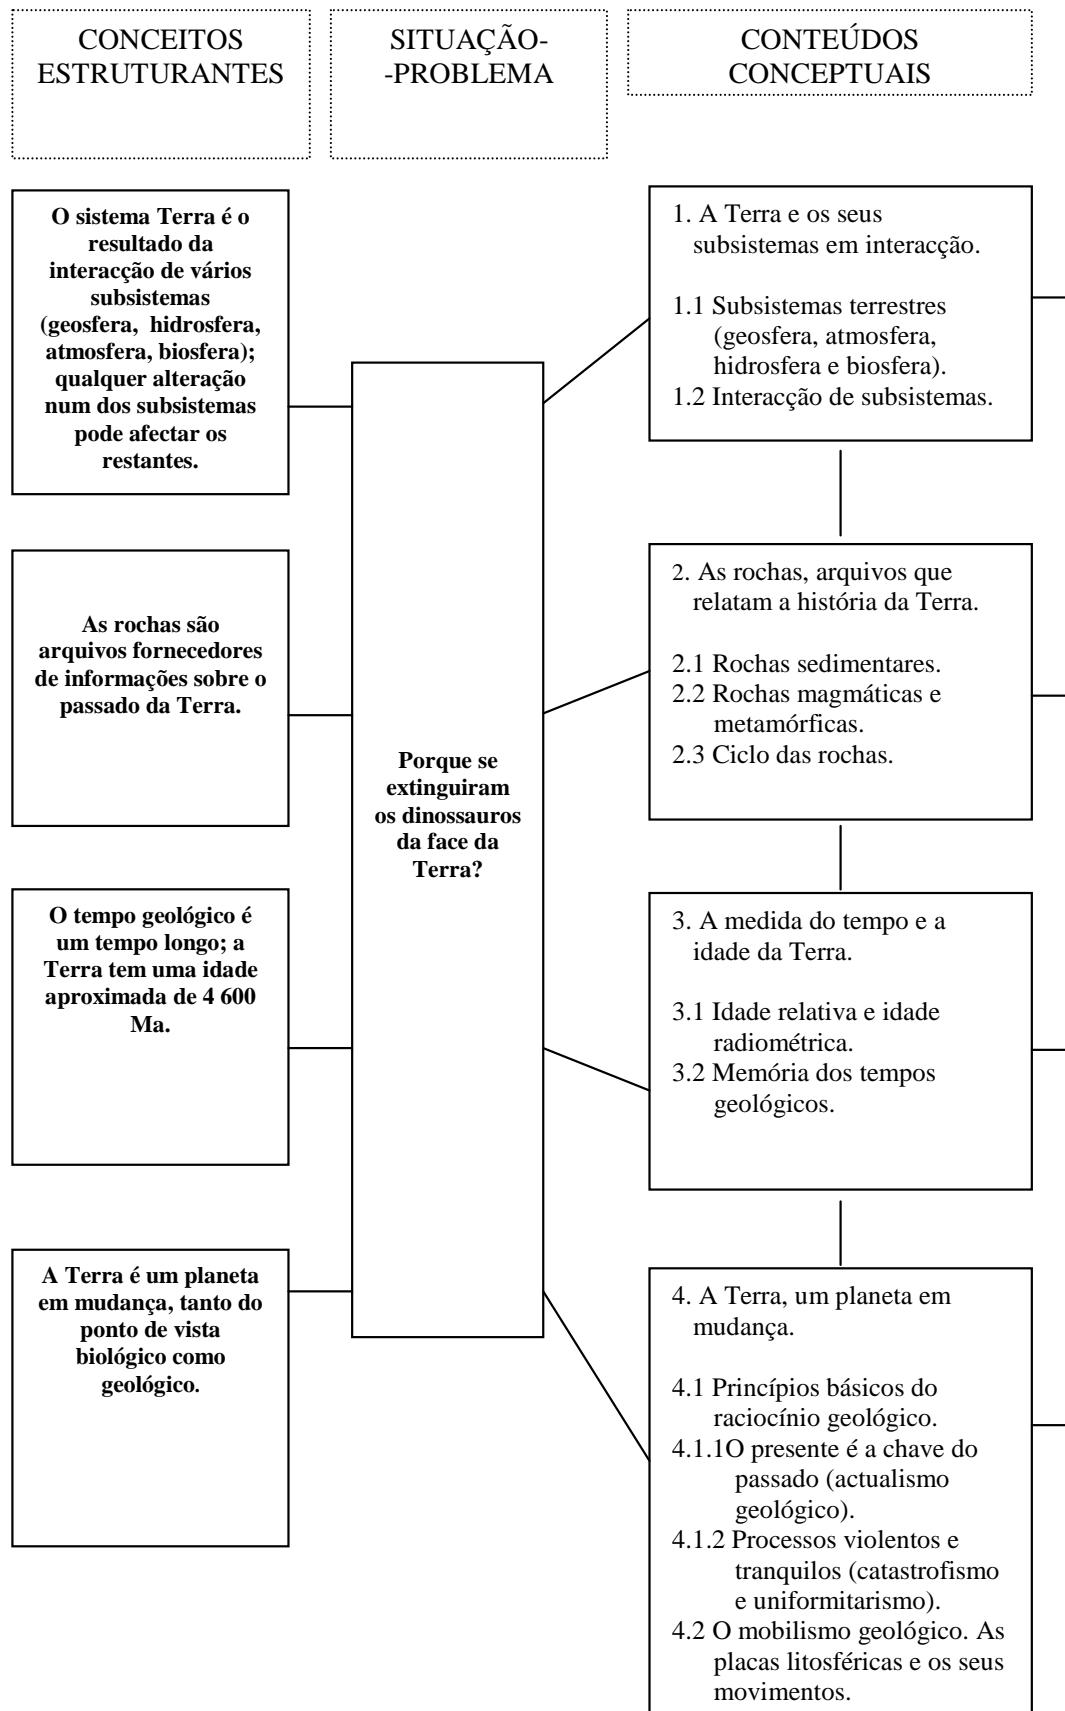 CONCEITOS
ESTRUTURANTES
SITUAÇÃO-
-PROBLEMA
CONTEÚDOS
CONCEPTUAIS
O sistema Terra é o
resultado da
interacção de vários
subsistemas
(geosfera, hidrosfera,
atmosfera, biosfera);
qualquer alteração
num dos subsistemas
pode afectar os
restantes.
As rochas são
arquivos fornecedores
de informações sobre o
passado da Terra.
O tempo geológico é
um tempo longo; a
Terra tem uma idade
aproximada de 4 600
Ma.
A Terra é um planeta
em mudança, tanto do
ponto de vista
biológico como
geológico.
Porque se
extinguiram
os dinossauros
da face da
Terra?
1. A Terra e os seus
subsistemas em interacção.
1.1 Subsistemas terrestres
(geosfera, atmosfera,
hidrosfera e biosfera).
1.2 Interacção de subsistemas.
2. As rochas, arquivos que
relatam a história da Terra.
2.1 Rochas sedimentares.
2.2 Rochas magmáticas e
metamórficas.
2.3 Ciclo das rochas.
3. A medida do tempo e a
idade da Terra.
3.1 Idade relativa e idade
radiométrica.
3.2 Memória dos tempos
geológicos.
4. A Terra, um planeta em
mudança.
4.1 Princípios básicos do
raciocínio geológico.
4.1.1O presente é a chave do
passado (actualismo
geológico).
4.1.2 Processos violentos e
tranquilos (catastrofismo
e uniformitarismo).
4.2 O mobilismo geológico. As
placas litosféricas e os seus
movimentos.